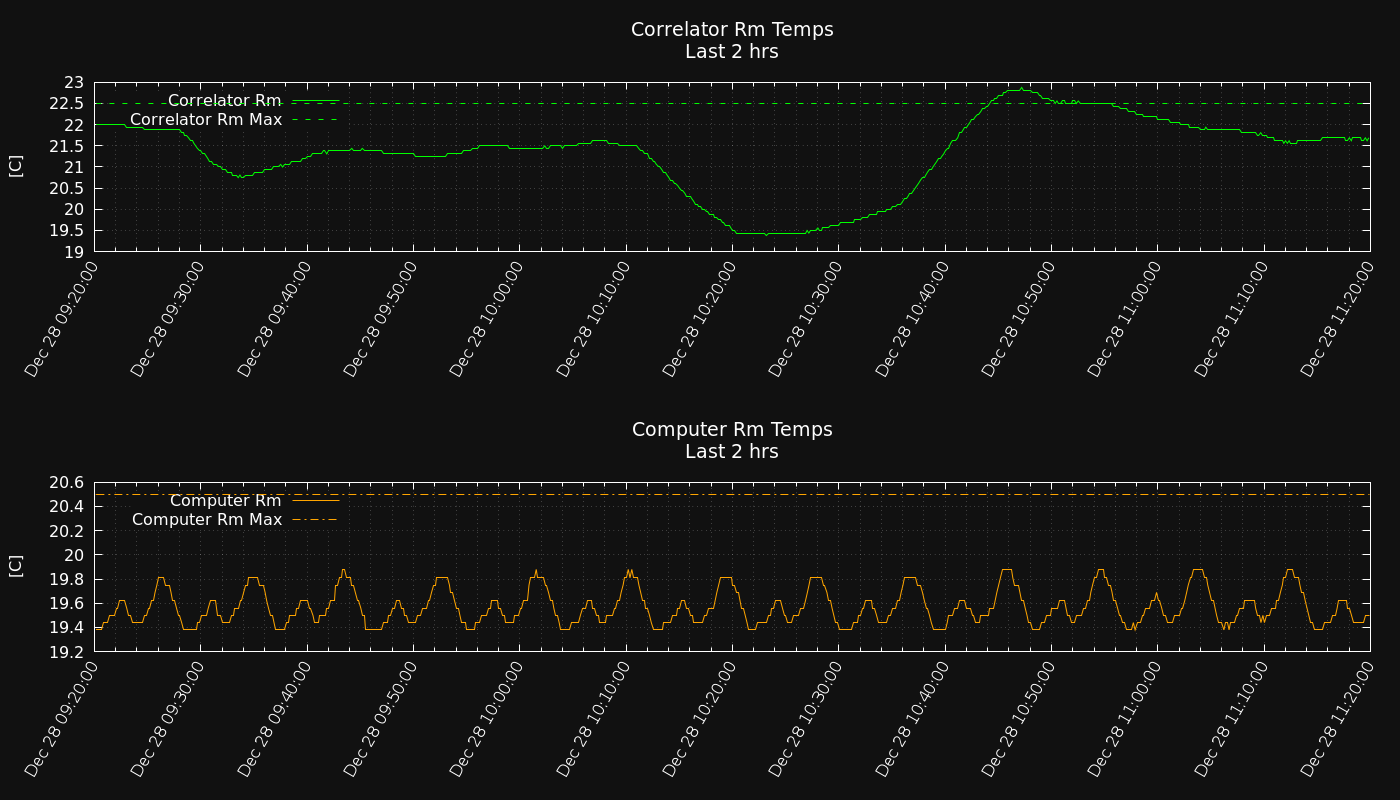 Correlator Rm Temps
Last 2 hrs
[C]
23
22.5
22
21.5
21
20.5
20
19.5
19
Correlator Rm
Correlator Rm Max
Dec 28 09:20:00
Dec 28 09:30:00
Dec 28 09:40:00
Dec 28 09:50:00
Dec 28 10:00:00
Dec 28 10:10:00
Dec 28 10:20:00
Dec 28 10:30:00
Dec 28 10:40:00
Dec 28 10:50:00
Dec 28 11:00:00
Dec 28 11:10:00
Dec 28 11:20:00
Computer Rm Temps
Last 2 hrs
[C]
20.6
20.4
20.2
20
19.8
19.6
19.4
19.2
Computer Rm
Computer Rm Max
Dec 28 09:20:00
Dec 28 09:30:00
Dec 28 09:40:00
Dec 28 09:50:00
Dec 28 10:00:00
Dec 28 10:10:00
Dec 28 10:20:00
Dec 28 10:30:00
Dec 28 10:40:00
Dec 28 10:50:00
Dec 28 11:00:00
Dec 28 11:10:00
Dec 28 11:20:00